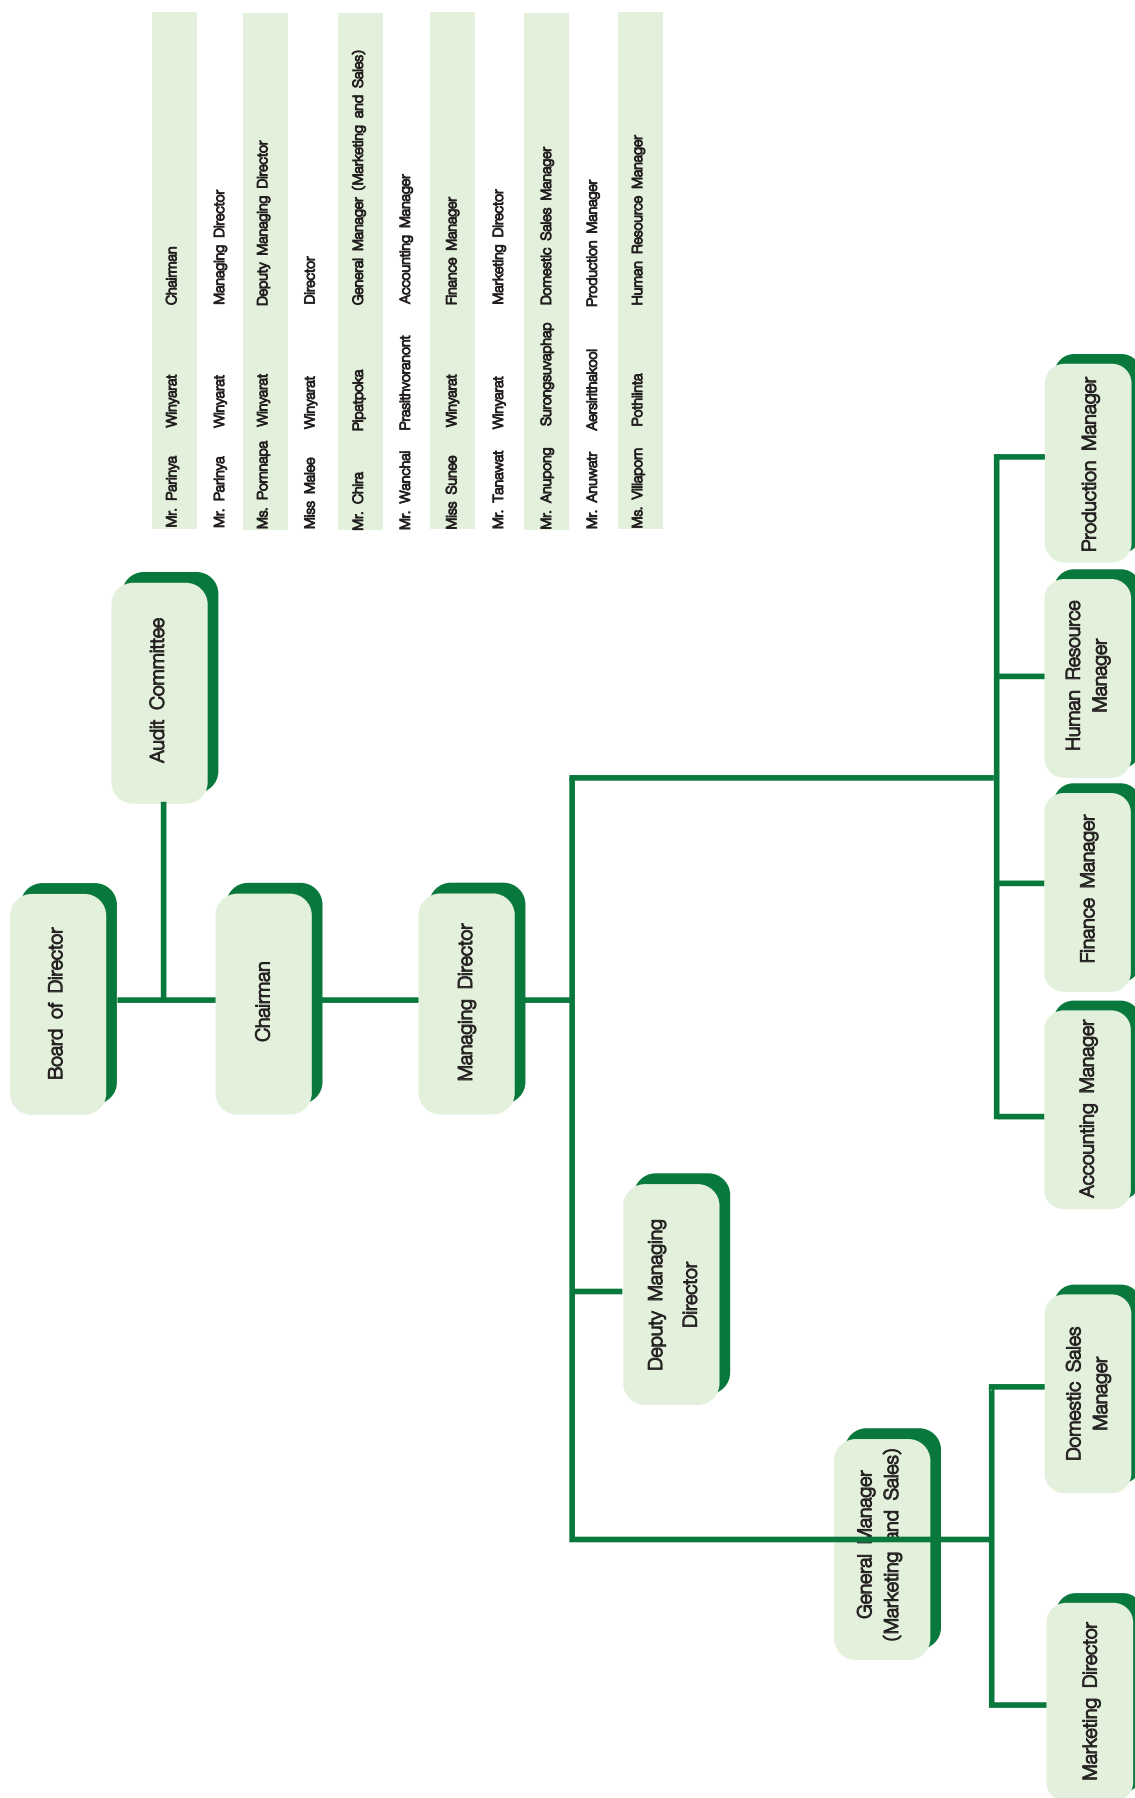 Board of Director
Audit Committee
Chairman
Managing Director
Deputy Managing
Director
General Manager
(Marketing and Sales)
Marketing Director
Domestic Sales
Manager
Accounting Manager
Finance Manager
Human Resource
Manager
Production Manager
Mr. Parinya Winyarat Chairman
Mr. Parinya Winyarat Managing Director
Ms. Pornnapa Winyarat Deputy Managing Director
Miss Malee Winyarat Director
Mr. Chira Pipatpoka General Manager (Marketing and Sales)
Mr. Wanchai Prasithvoranont Accounting Manager
Miss Sunee Winyarat Finance Manager
Mr. Tanawat Winyarat Marketing Director
Mr. Anupong Surongsuvaphap Domestic Sales Manager
Mr. Anuwatr Aersirithakool Production Manager
Ms. Vilaporn Pothinta Human Resource Manager